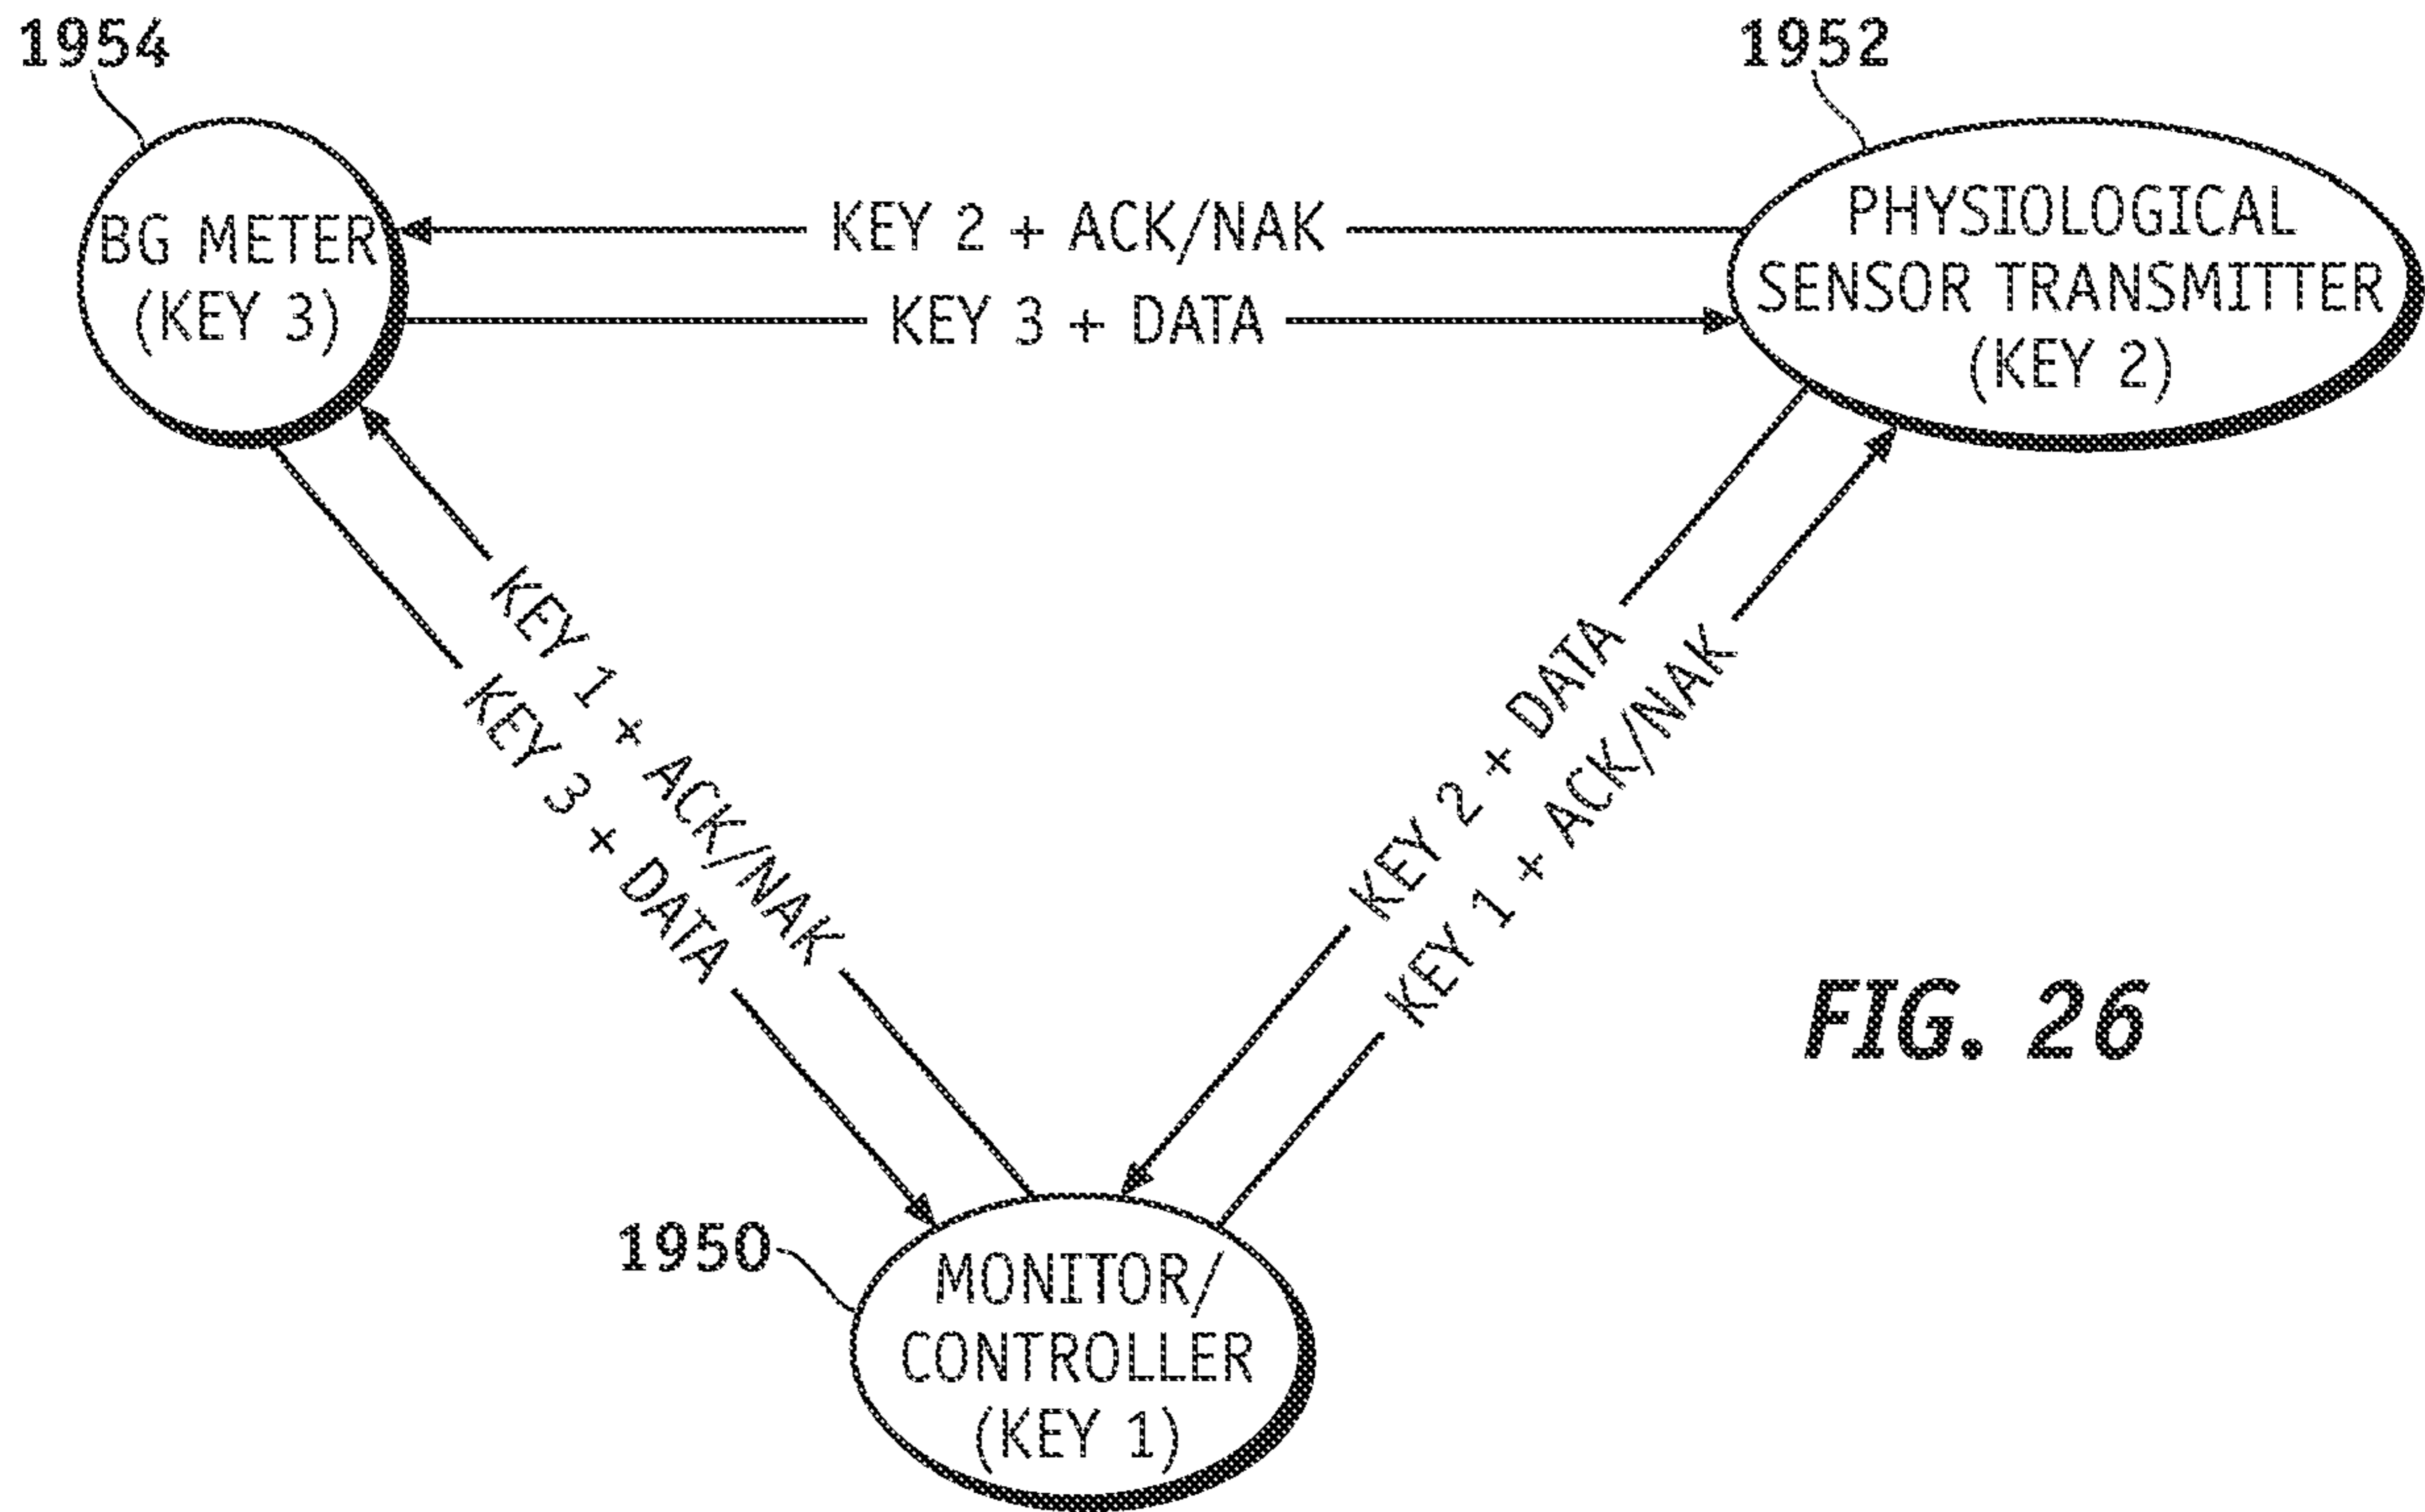 1954
1952
BG METER
(KEY 3)
KEY 2 + ACK/NAK
KEY 3 + DATA
PHYSIOLOGICAL
SENSOR TRANSMITTER
(KEY 2)
KEY 1 + ACK/NAK
KEY 3 + DATA
KEY 2 + DATA
KEY 1 + ACK/NAK
FIG. 26
1950
MONITOR/
CONTROLLER
(KEY 1)